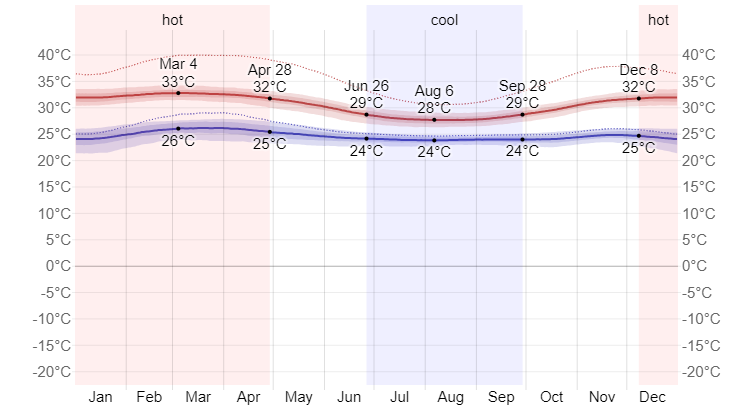 hot cool hot
40°C 40°C
Mar 4
33°C
Apr 28
32°C
Jun 26
29°C
Aug 6
28°C
Sep 28
29°C
Dec 8
32°C
35°C 35°C
30°C 30°C
25°C 25°C
26°C 25°C 24°C 24°C 24°C 25°C
20°C 20°C
15°C 15°C
10°C 10°C
5°C 5°C
0°C 0°C
-5°C -5°C
-10°C -10°C
-15°C -15°C
-20°C -20°C
Jan Feb Mar Apr May Jun Jul Aug Sep Oct Nov Dec